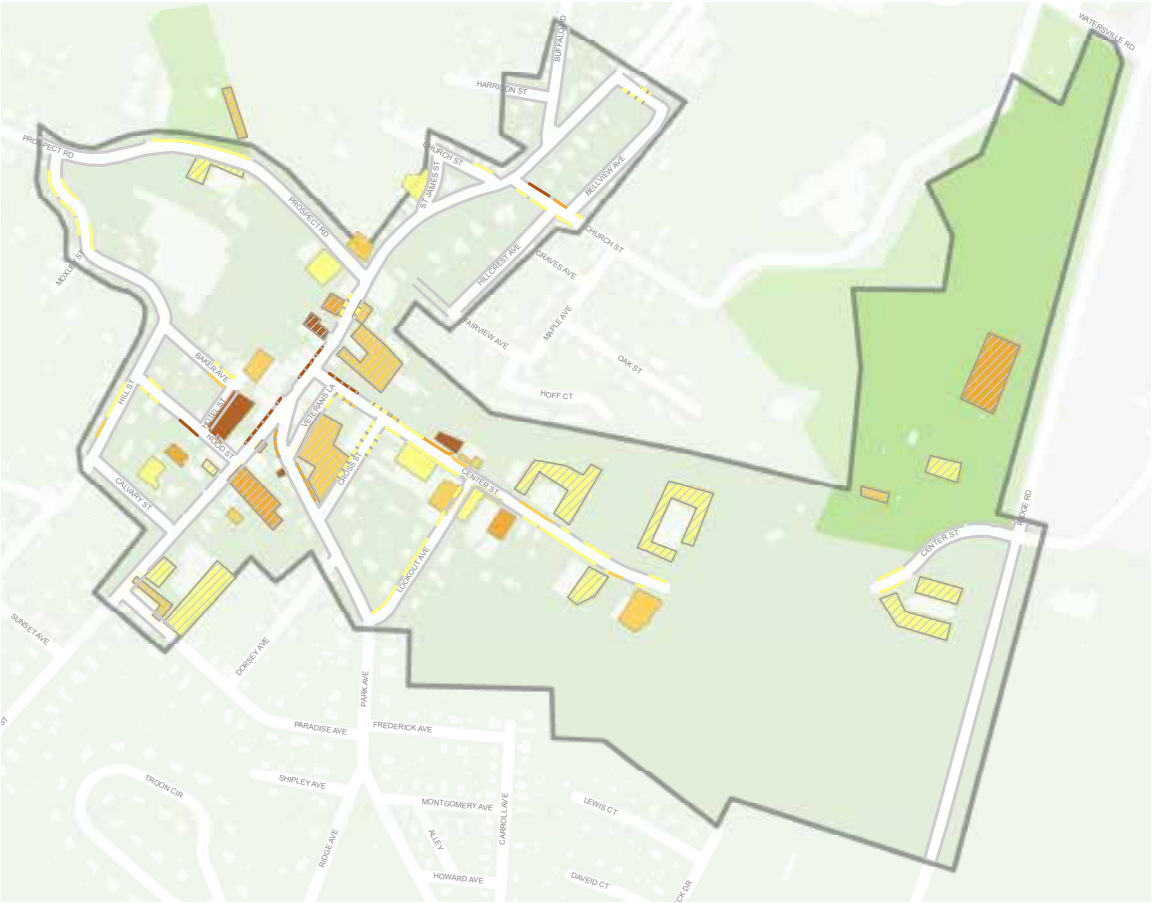 WATERSVILLE RD
BUFFALO RD
HARRISON ST
PROSPECT RD
CHURCH ST
ST JAMES ST
BELLVIEW AVE
PROSPECT RD
CHURCH ST
HILLCREST AVE
GRAVES AVE
MOXLEY ST
FAIRVIEW AVE
MAPLE AVE
OAK ST
BAKER AVE
HILL ST
HOFF CT
VETERANS LA
HOTEL ST
HOOD ST
CROSS ST
CENTER ST
CALVARY ST
RIDGE RD
CENTER ST
LOOKOUT AVE
SUNSET AVE
DORSEY AVE
PARK AVE
ST
PARADISE AVE
FREDERICK AVE
TROON CIR
SHIPLEY AVE
MONTGOMERY AVE
CARROLL AVE
LEWIS CT
ALLEY
RIDGE AVE
HOWARD AVE
DAVEID CT
CK DR